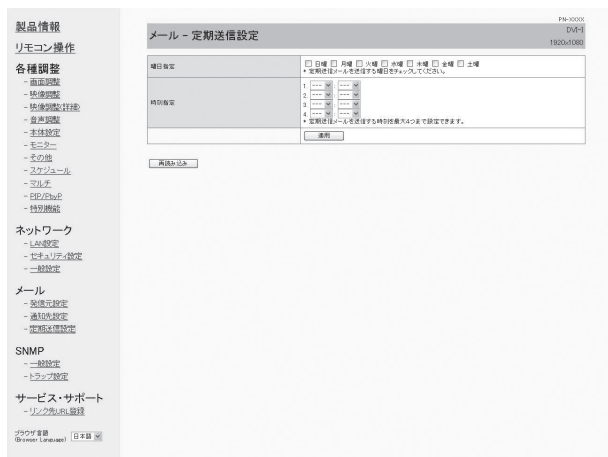 製品情報
リモコン操作
各種調整
- 画面調整
- 映像調整
- 映像調整(詳細)
- 音声調整
- 本体設定
- モニター
- その他
- スケジュール
- マルチ
- PIP/PbyP
- 特別機能
ネットワーク
- LAN設定
- セキュリティ設定
- 一般設定
メール
- 発信元設定
- 通知先設定
- 定期送信設定
SNMP
- 一般設定
- トラップ設定
サービス・サポート
- リンク先URL登録
ブラウザ言語
(Browser Language) 日本語
PN-XXXX
メール - 定期送信設定
DVI-I
1920x1080
曜日指定
日曜 月曜 火曜 水曜 木曜 金曜 土曜
* 定期送信メールを送信する曜日をチェックしてください。
時刻指定
1. --- : ---
2. --- : ---
3. --- : ---
4. --- : ---
* 定期送信メールを送信する時刻を最大4つまで設定できます。
適用
再読み込み